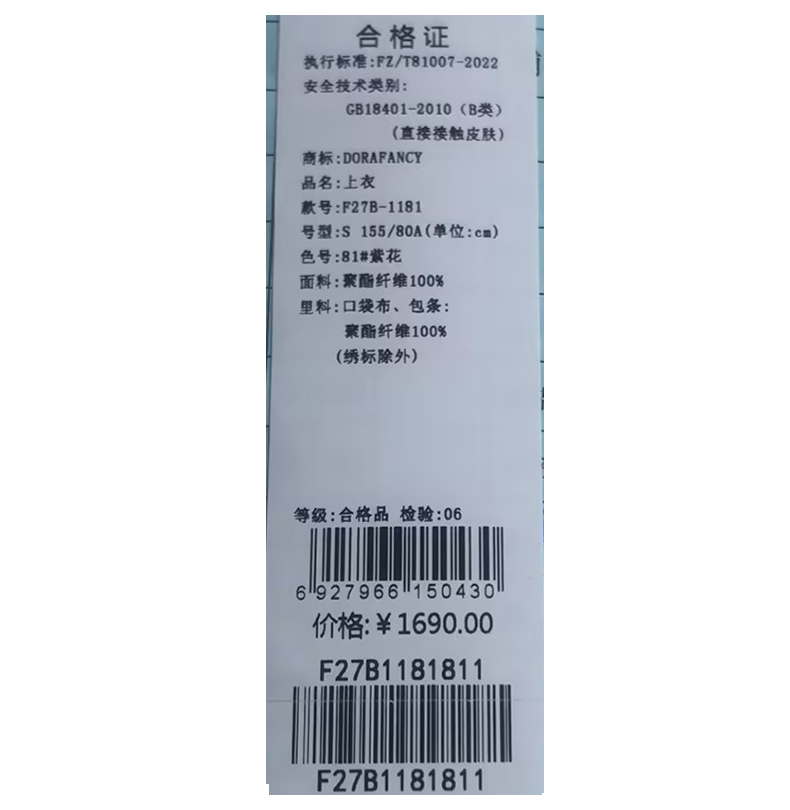 合格证
执行标准:FZ/T81007-2022
安全技术类别:
GB18401-2010（B类）
(直接接触皮肤)
商标:DORAFANCY
品名:上衣
款号:F27B-1181
号型:S 155/80A(单位:cm)
色号:81#紫花
面料:聚酯纤维100%
里料:口袋布、包条:
聚酯纤维100%
(绣标除外)
等级:合格品 检验:06
6 927966 150430
价格:¥1690.00
F27B1181811
F27B1181811